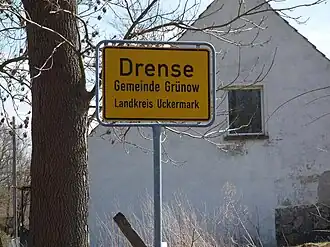 Drense
Gemeinde Grünow
Landkreis Uckermark